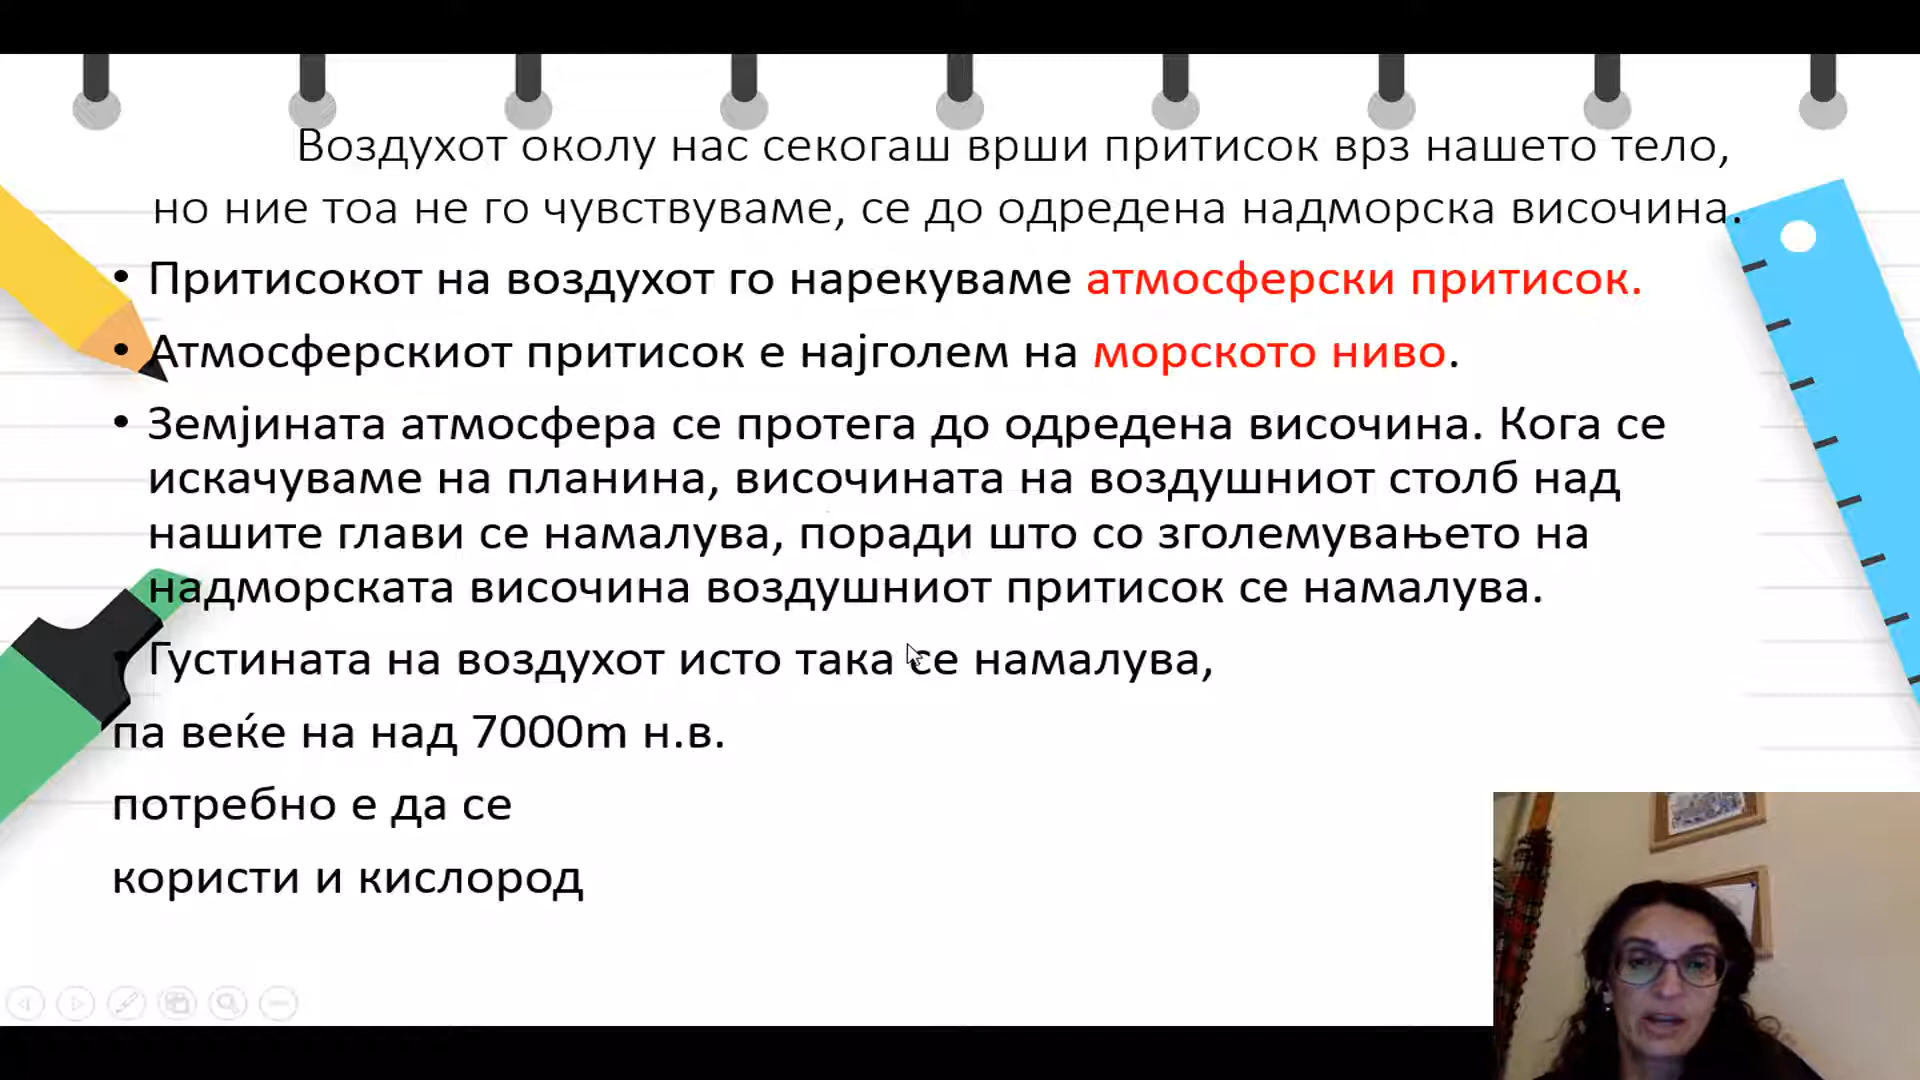 Воздухот околу нас секогаш врши притисок врз нашето тело,
но ние тоа не го чувствуваме, се до одредена надморска височина.
• Притисокот на воздухот го нарекуваме атмосферски притисок.
• Атмосферскиот притисок е најголем на морското ниво.
• Земјината атмосфера се протега до одредена височина. Кога се
искачуваме на планина, височината на воздушниот столб над
нашите глави се намалува, поради што со зголемувањето на
надморската височина воздушниот притисок се намалува.
• Густината на воздухот исто така се намалува,
па веќе на над 7000m н.в.
потребно е да се
користи и кислород